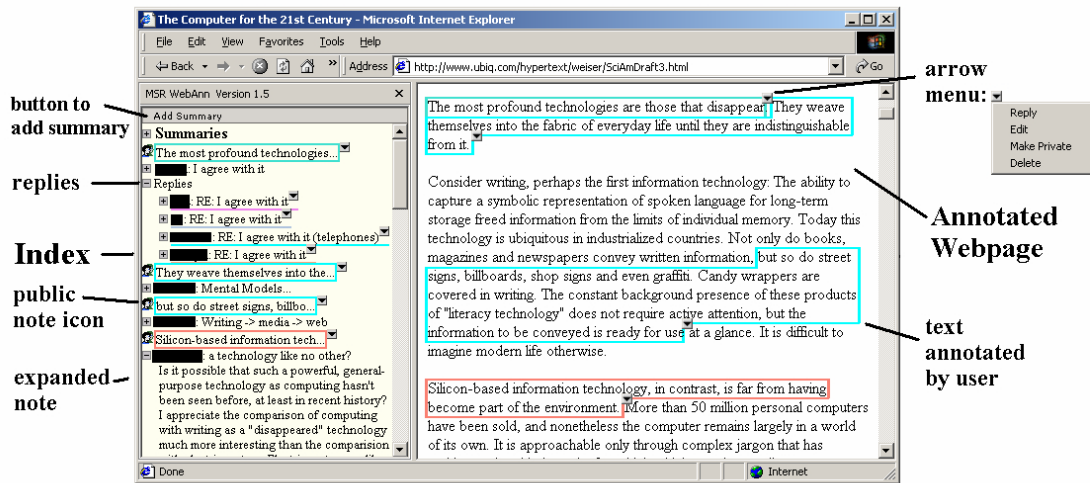 The Computer for the 21st Century - Microsoft Internet Explorer
File Edit View Favorites Tools Help
Back » Address http://www.ubiq.com/hypertext/weiser/SciAmDraft3.html Go
MSR WebAnn Version 1.5 ×
Add Summary
Summaries
The most profound technologies...
: I agree with it
Replies
: RE: I agree with it
: RE: I agree with it
: RE: I agree with it (telephones)
: RE: I agree with it
They weave themselves into the...
: Mental Models...
but so do street signs, billbo...
: Writing -> media -> web
Silicon-based information tech...
: a technology like no other?
Is it possible that such a powerful, general-
purpose technology as computing hasn't
been seen before, at least in recent history?
I appreciate the comparison of computing
with writing as a "disappeared" technology
much more interesting than the comparision
The most profound technologies are those that disappear. They weave
themselves into the fabric of everyday life until they are indistinguishable
from it.
Consider writing, perhaps the first information technology: The ability to
capture a symbolic representation of spoken language for long-term
storage freed information from the limits of individual memory. Today this
technology is ubiquitous in industrialized countries. Not only do books,
magazines and newspapers convey written information, but so do street
signs, billboards, shop signs and even graffiti. Candy wrappers are
covered in writing. The constant background presence of these products
of "literacy technology" does not require active attention, but the
information to be conveyed is ready for use at a glance. It is difficult to
imagine modern life otherwise.
Silicon-based information technology, in contrast, is far from having
become part of the environment. More than 50 million personal computers
have been sold, and nonetheless the computer remains largely in a world
of its own. It is approachable only through complex jargon that has
Done
Internet
button to
add summary
replies
Index
public
note icon
expanded
note
arrow
menu:
Reply
Edit
Make Private
Delete
Annotated
Webpage
text
annotated
by user